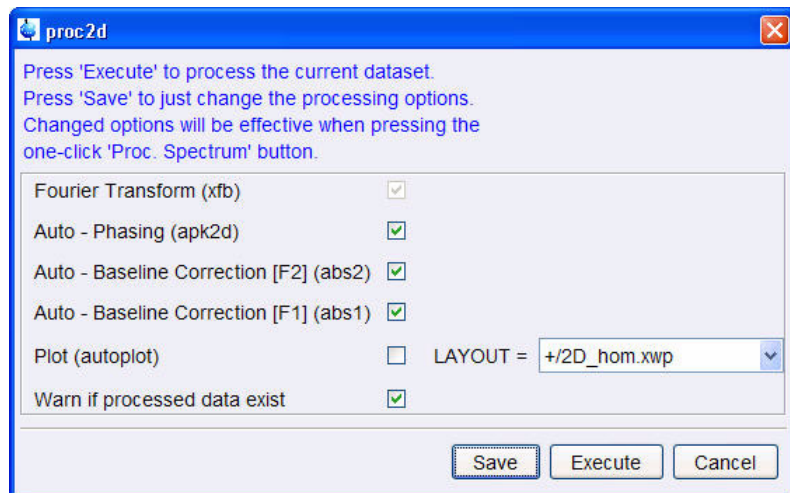 proc2d
Press 'Execute' to process the current dataset.
Press 'Save' to just change the processing options.
Changed options will be effective when pressing the
one-click 'Proc. Spectrum' button.
Fourier Transform (xfb)
Auto - Phasing (apk2d)
Auto - Baseline Correction [F2] (abs2)
Auto - Baseline Correction [F1] (abs1)
Plot (autoplot) LAYOUT = +/2D_hom.xwp
Warn if processed data exist
Save Execute Cancel